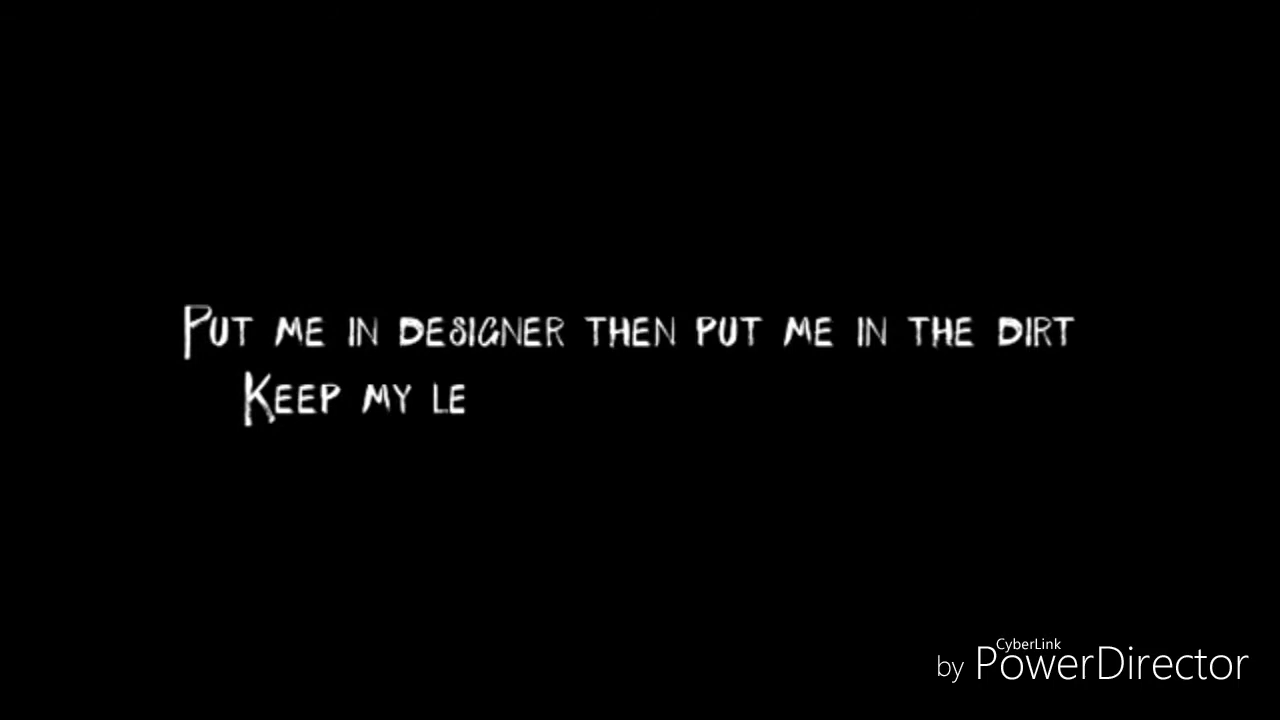 Put me in designer then put me in the dirt
Keep my le
CyberLink
by PowerDirector